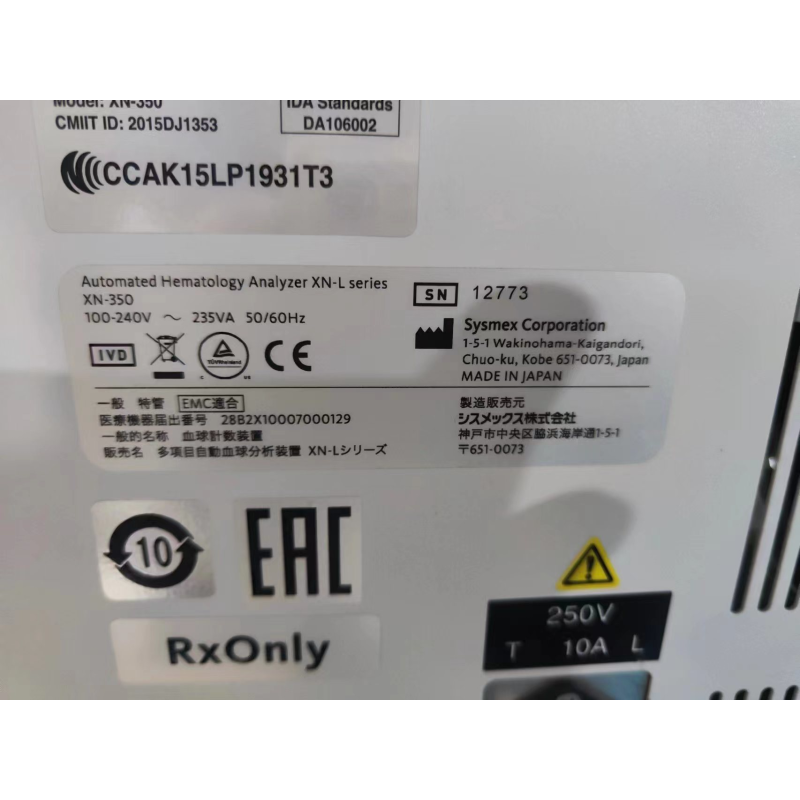 Model: XN-350
CMIIT ID: 2015DJ1353
IDA Standards
DA106002
CCAK15LP1931T3
Automated Hematology Analyzer XN-L series
XN-350
100-240V ～ 235VA 50/60Hz
IVD
TÜVRheinland
CE
SN 12773
Sysmex Corporation
1-5-1 Wakinohama-Kaigandori,
Chuo-ku, Kobe 651-0073, Japan
MADE IN JAPAN
一般 特管 EMC適合
医療機器届出番号 28B2X10007000129
一般的名称 血球計数装置
販売名 多項目自動血球分析装置 XN-Lシリーズ
製造販売元
シスメックス株式会社
神戸市中央区脇浜海岸通1-5-1
〒651-0073
10
EAC
RxOnly
250V
T 10A L